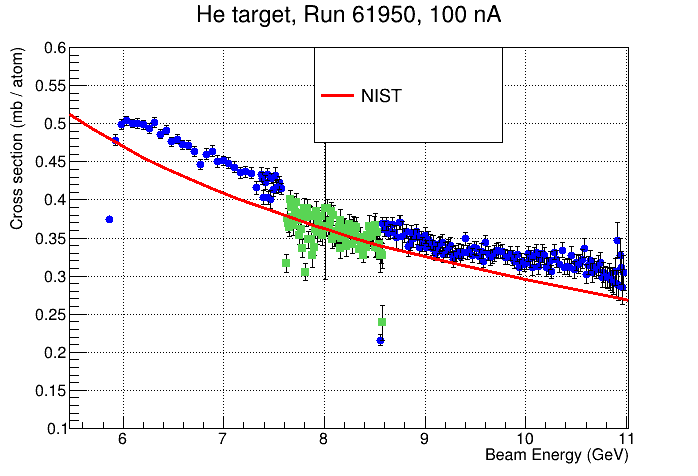 He target, Run 61950, 100 nA
Cross section (mb / atom)
0.6
0.55
0.5
0.45
0.4
0.35
0.3
0.25
0.2
0.15
0.1
NIST
6 7 8 9 10 11
Beam Energy (GeV)